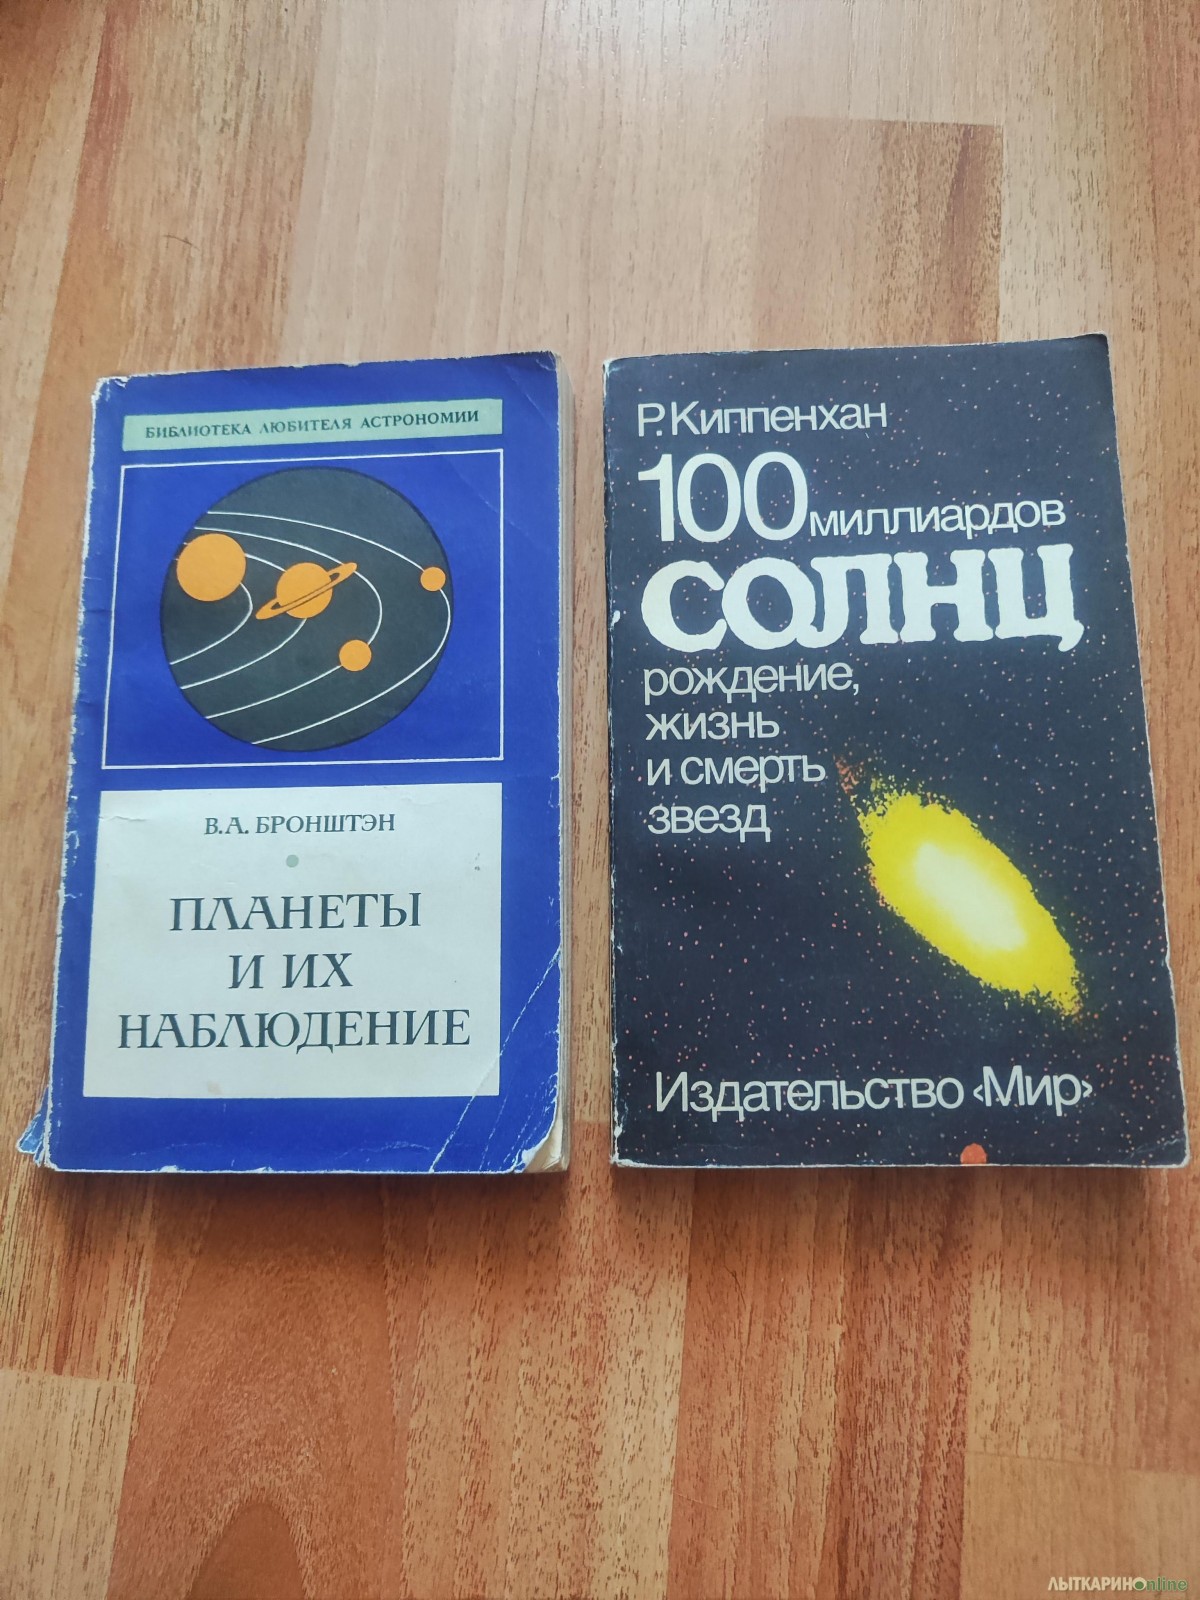 БИБЛИОТЕКА ЛЮБИТЕЛЯ АСТРОНОМИИ
В.А. БРОНШТЭН
ПЛАНЕТЫ
И ИХ
НАБЛЮДЕНИЕ
Р. Киппенхан
100 миллиардов
солнц
рождение,
жизнь
и смерть
звезд
Издательство ‹Мир›
ЛЫТКАРИНОonline